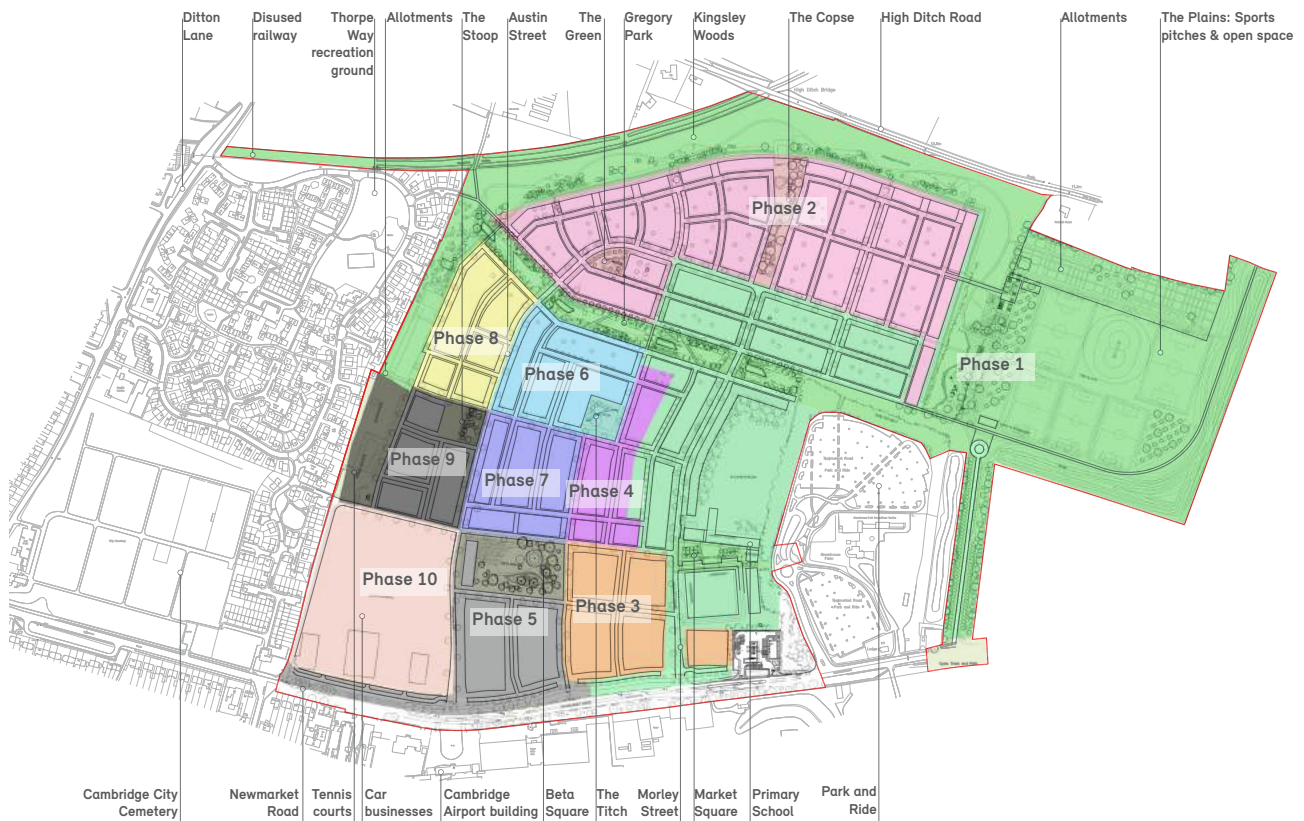 Ditton
Lane
Disused
railway
Thorpe
Way
recreation
ground
Allotments
The
Stoop
Austin
Street
The
Green
Gregory
Park
Kingsley
Woods
The Copse
High Ditch Road
Allotments
The Plains: Sports
pitches & open space
High Ditch Bridge
Phase 2
Phase 8
Phase 1
Phase 6
Phase 9
Phase 7
Phase 4
Phase 10
Phase 3
Phase 5
Cambridge City
Cemetery
Newmarket
Road
Tennis
courts
Car
businesses
Cambridge
Airport building
Beta
Square
The
Titch
Morley
Street
Market
Square
Primary
School
Park and
Ride